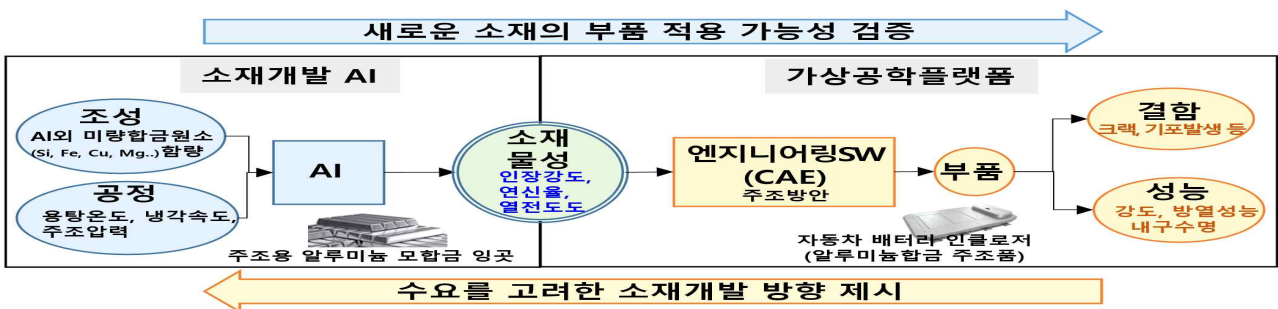 새로운 소재의 부품 적용 가능성 검증
소재개발 AI
가상공학플랫폼
조성
Al외 미량합금원소
(Si, Fe, Cu, Mg..)함량
공정
용탕온도, 냉각속도,
주조압력
AI
주조용 알루미늄 모합금 잉곳
소재
물성
인장강도,
연신율,
열전도도
엔지니어링SW
(CAE)
주조방안
부품
자동차 배터리 인클로저
(알루미늄합금 주조품)
결함
크랙, 기포발생 등
성능
강도, 방열성능
내구수명
수요를 고려한 소재개발 방향 제시